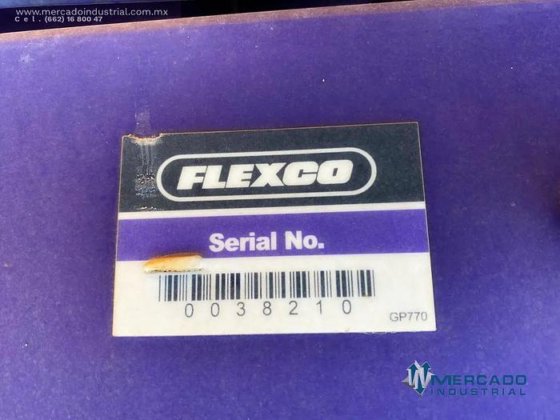 www.mercadoindustrial.com.mx
Cel. (662) 16 800 47
FLEXCO
Serial No.
0038210
GP770
MERCADO
INDUSTRIAL